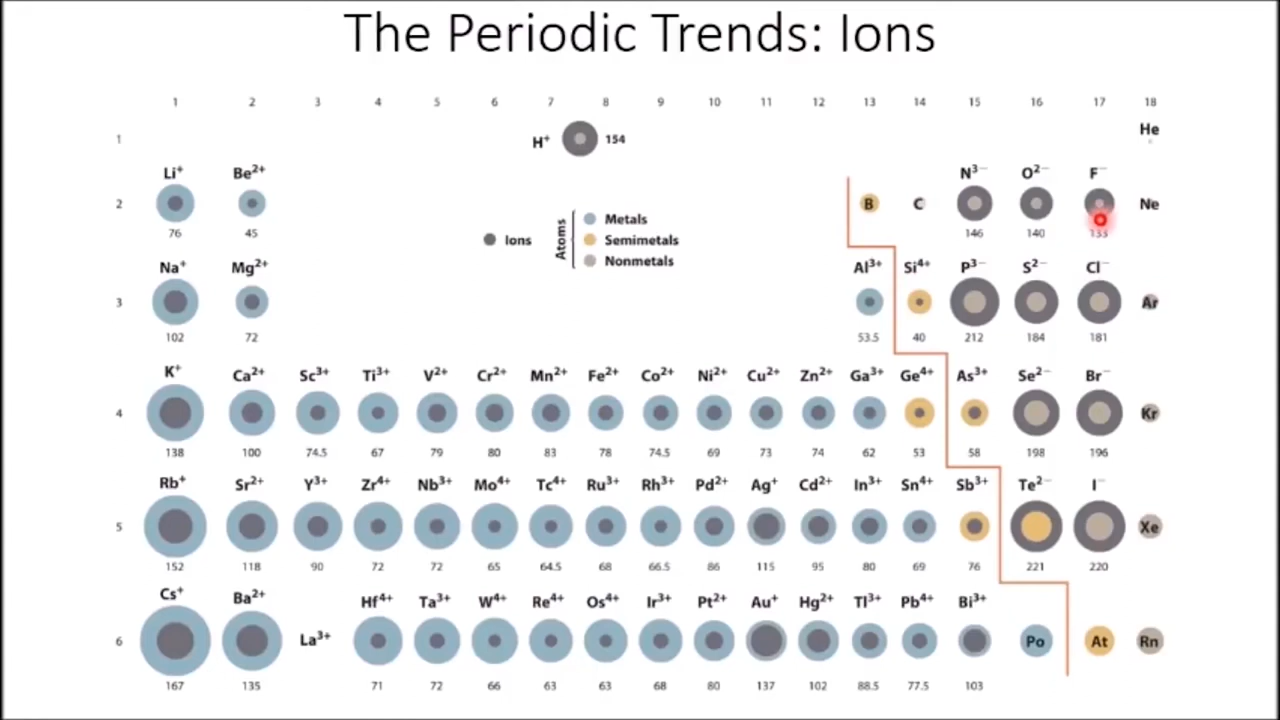 The Periodic Trends: Ions
1 2 3 4 5 6 7 8 9 10 11 12 13 14 15 16 17 18
1 H⁺ 154 He
Li⁺ Be²⁺ N³⁻ O²⁻ F⁻
2 B C Ne
76 45 146 140 133
Ions Atoms Metals
Semimetals
Nonmetals
Na⁺ Mg²⁺ Al³⁺ Si⁴⁺ P³⁻ S²⁻ Cl⁻
3 Ar
102 72 53.5 40 212 184 181
K⁺ Ca²⁺ Sc³⁺ Ti³⁺ V²⁺ Cr²⁺ Mn²⁺ Fe²⁺ Co²⁺ Ni²⁺ Cu²⁺ Zn²⁺ Ga³⁺ Ge⁴⁺ As³⁺ Se²⁻ Br⁻
4 Kr
138 100 74.5 67 79 80 83 78 74.5 69 73 74 62 53 58 198 196
Rb⁺ Sr²⁺ Y³⁺ Zr⁴⁺ Nb³⁺ Mo⁴⁺ Tc⁴⁺ Ru³⁺ Rh³⁺ Pd²⁺ Ag⁺ Cd²⁺ In³⁺ Sn⁴⁺ Sb³⁺ Te²⁻ I⁻
5 Xe
152 118 90 72 72 65 64.5 68 66.5 86 115 95 80 69 76 221 220
Cs⁺ Ba²⁺ Hf⁴⁺ Ta³⁺ W⁴⁺ Re⁴⁺ Os⁴⁺ Ir³⁺ Pt²⁺ Au⁺ Hg²⁺ Tl³⁺ Pb⁴⁺ Bi³⁺
6 La³⁺ Po At Rn
167 135 71 72 66 63 63 68 80 137 102 88.5 77.5 103